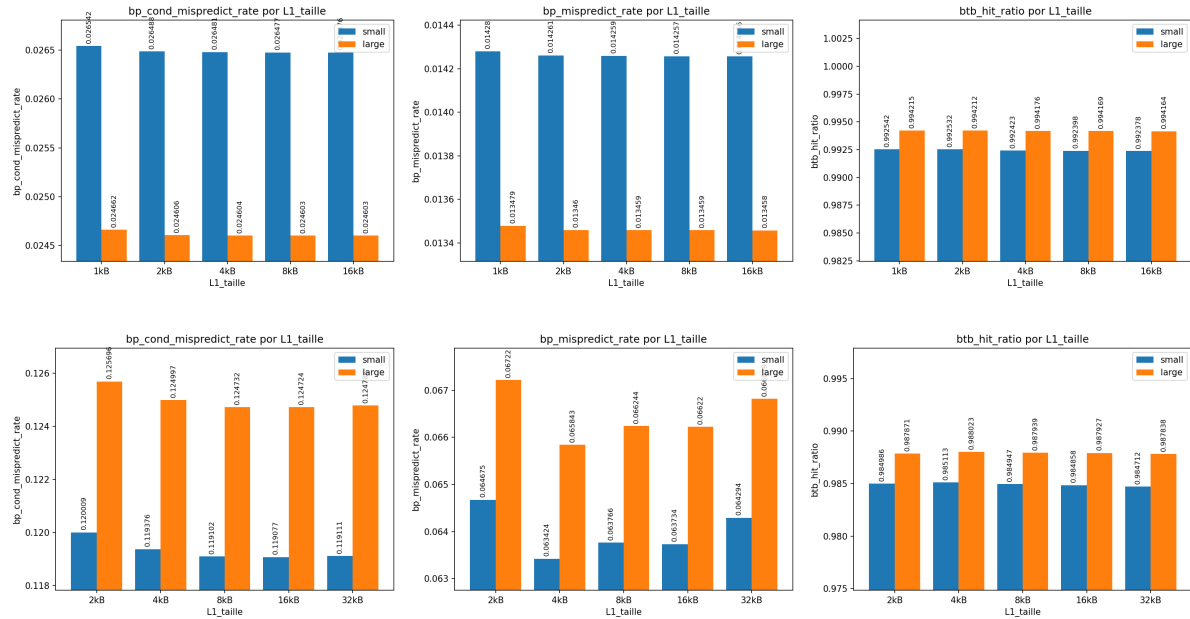 bp_cond_mispredict_rate por L1_taille
bp_cond_mispredict_rate
0.0265
0.0260
0.0255
0.0250
0.0245
0.026542
0.024662
0.026488
0.024606
0.026481
0.024604
0.026477
0.024603
0.024603
small
large
1kB
2kB
4kB
8kB
16kB
L1_taille
bp_mispredict_rate por L1_taille
bp_mispredict_rate
0.0144
0.0142
0.0140
0.0138
0.0136
0.0134
0.01428
0.013479
0.014261
0.01346
0.014259
0.013459
0.014257
0.013459
0.013458
small
large
1kB
2kB
4kB
8kB
16kB
L1_taille
btb_hit_ratio por L1_taille
btb_hit_ratio
1.0025
1.0000
0.9975
0.9950
0.9925
0.9900
0.9875
0.9850
0.9825
0.992542
0.994215
0.992532
0.994212
0.992423
0.994176
0.992398
0.994169
0.992378
0.994164
small
large
1kB
2kB
4kB
8kB
16kB
L1_taille
bp_cond_mispredict_rate por L1_taille
bp_cond_mispredict_rate
0.126
0.124
0.122
0.120
0.118
0.120009
0.125696
0.119376
0.124997
0.119102
0.124732
0.119077
0.124724
0.119111
small
large
2kB
4kB
8kB
16kB
32kB
L1_taille
bp_mispredict_rate por L1_taille
bp_mispredict_rate
0.067
0.066
0.065
0.064
0.063
0.064675
0.06722
0.063424
0.065843
0.063766
0.066244
0.063734
0.06622
0.064294
small
large
2kB
4kB
8kB
16kB
32kB
L1_taille
btb_hit_ratio por L1_taille
btb_hit_ratio
0.995
0.990
0.985
0.980
0.975
0.984986
0.987871
0.985113
0.988023
0.984947
0.987939
0.984858
0.987927
0.984712
0.987838
small
large
2kB
4kB
8kB
16kB
32kB
L1_taille